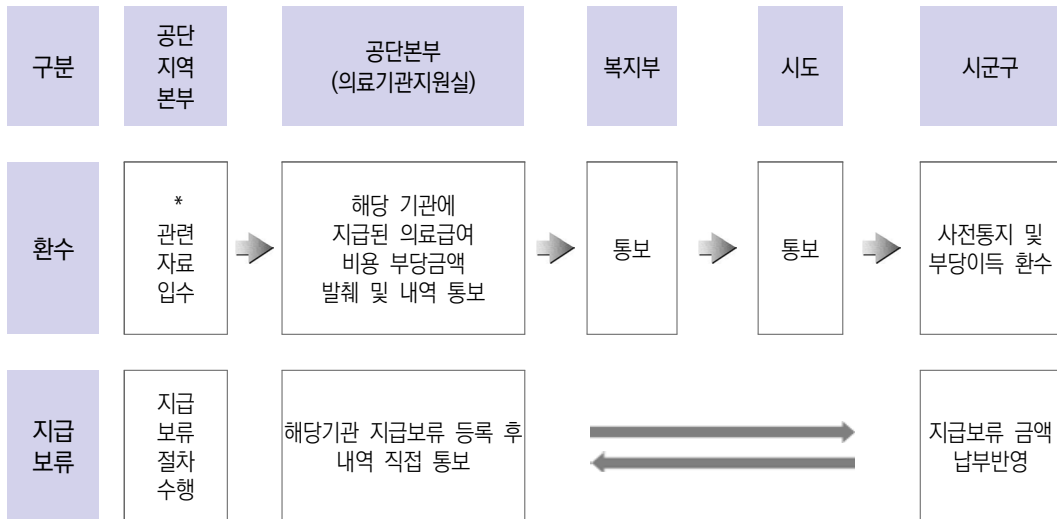 구분
공단
지역
본부
공단본부
(의료기관지원실)
복지부
시도
시군구
환수
*
관련
자료
입수
해당 기관에
지급된 의료급여
비용 부당금액
발췌 및 내역 통보
통보
통보
사전통지 및
부당이득 환수
지급
보류
지급
보류
절차
수행
해당기관 지급보류 등록 후
내역 직접 통보
지급보류 금액
납부반영